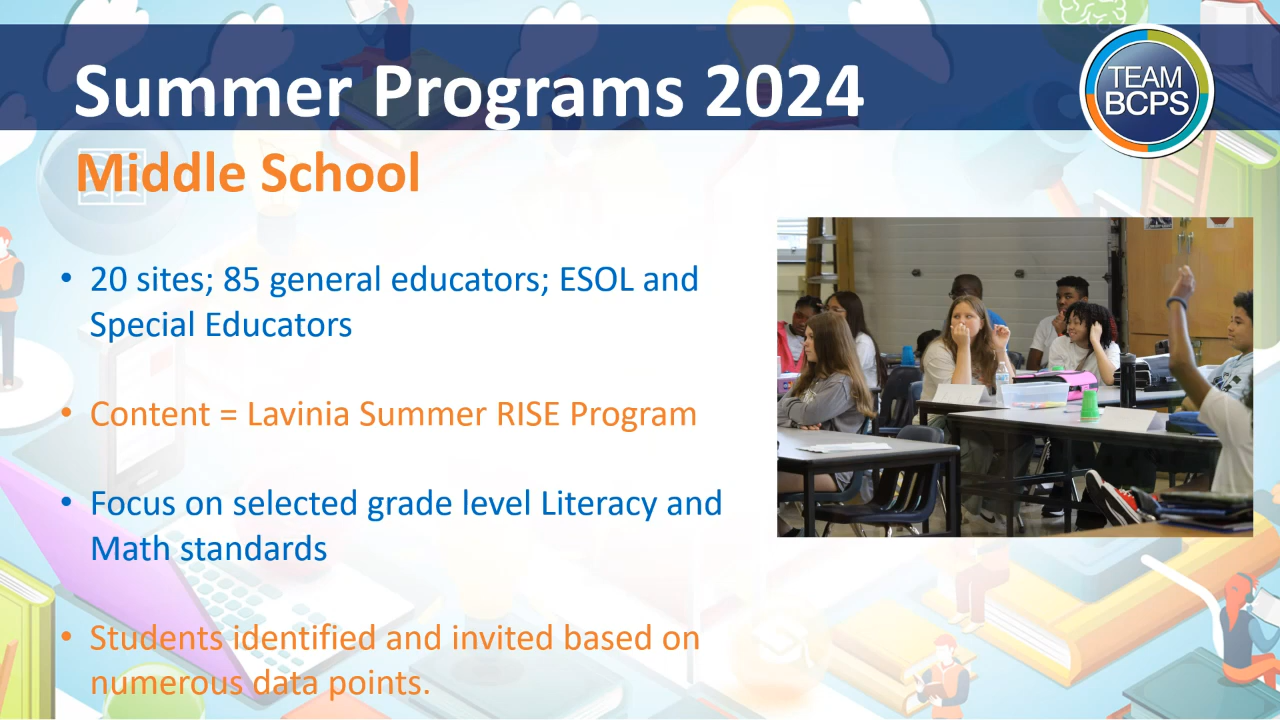 Summer Programs 2024
TEAM
BCPS
Middle School
• 20 sites; 85 general educators; ESOL and
Special Educators
• Content = Lavinia Summer RISE Program
• Focus on selected grade level Literacy and
Math standards
• Students identified and invited based on
numerous data points.